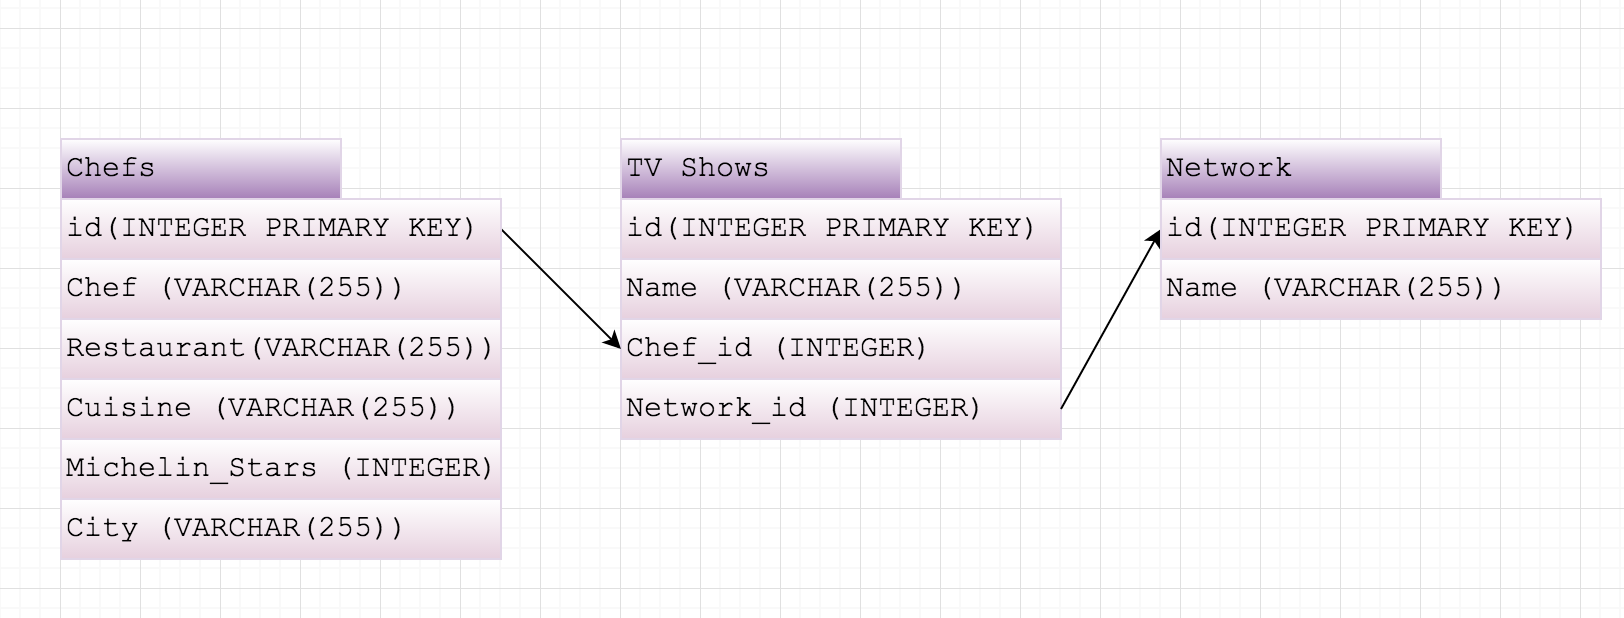 Chefs
id(INTEGER PRIMARY KEY)
Chef (VARCHAR(255))
Restaurant(VARCHAR(255))
Cuisine (VARCHAR(255))
Michelin_Stars (INTEGER)
City (VARCHAR(255))
TV Shows
id(INTEGER PRIMARY KEY)
Name (VARCHAR(255))
Chef_id (INTEGER)
Network_id (INTEGER)
Network
id(INTEGER PRIMARY KEY)
Name (VARCHAR(255))